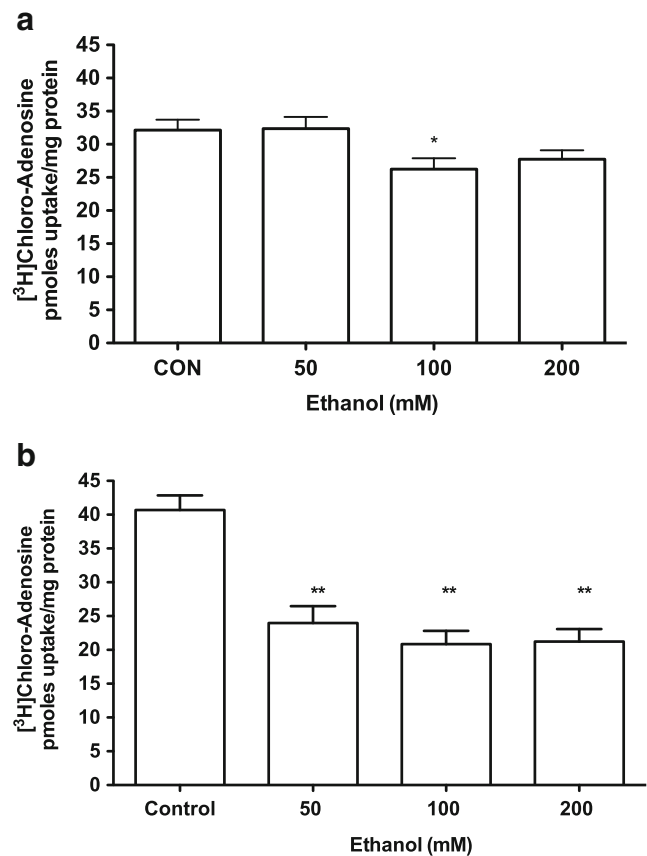 a
[³H]Chloro-Adenosine
pmoles uptake/mg protein
45
40
35
30
25
20
15
10
5
0
*
CON 50 100 200
Ethanol (mM)
b
[³H]Chloro-Adenosine
pmoles uptake/mg protein
45
40
35
30
25
20
15
10
5
0
** ** **
Control 50 100 200
Ethanol (mM)